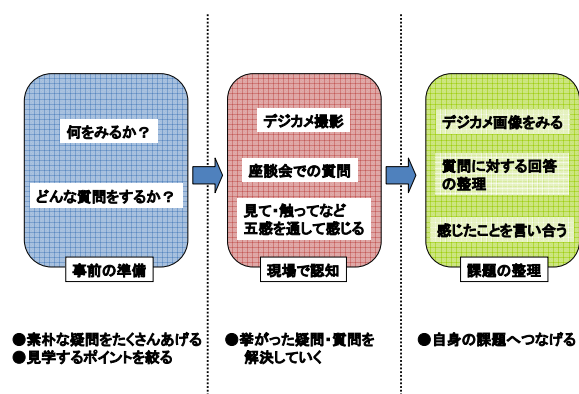 何をみるか？
どんな質問をするか？
事前の準備
●素朴な疑問をたくさんあげる
●見学するポイントを絞る
デジカメ撮影
座談会での質問
見て・触ってなど
五感を通して感じる
現場で認知
●挙がった疑問・質問を
解決していく
デジカメ画像をみる
質問に対する回答
の整理
感じたことを言い合う
課題の整理
●自身の課題へつなげる